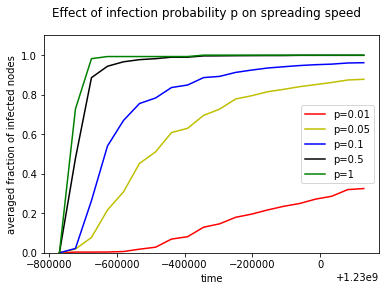 Effect of infection probability p on spreading speed
averaged fraction of infected nodes
1.0
0.8
0.6
0.4
0.2
0.0
p=0.01
p=0.05
p=0.1
p=0.5
p=1
−800000 −600000 −400000 −200000 0
time
+1.23e9